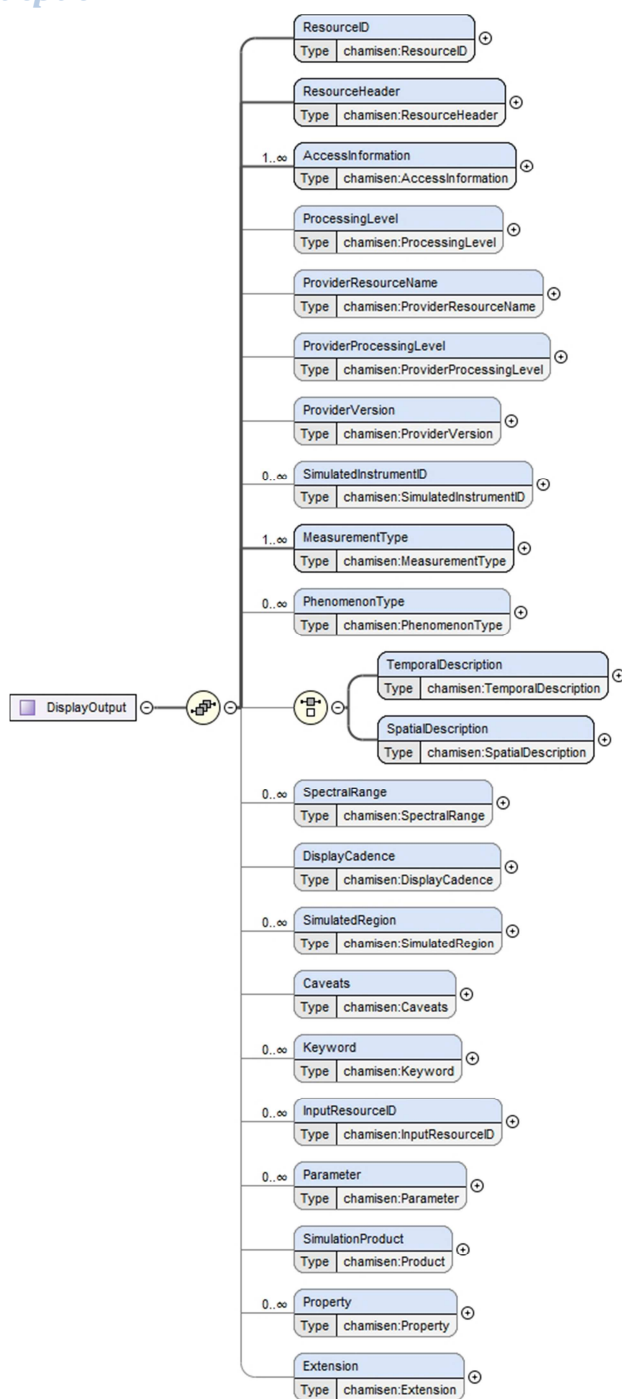 ResourceID
Type chamisen:ResourceID
ResourceHeader
Type chamisen:ResourceHeader
1..∞ AccessInformation
Type chamisen:AccessInformation
ProcessingLevel
Type chamisen:ProcessingLevel
ProviderResourceName
Type chamisen:ProviderResourceName
ProviderProcessingLevel
Type chamisen:ProviderProcessingLevel
ProviderVersion
Type chamisen:ProviderVersion
0..∞ SimulatedInstrumentID
Type chamisen:SimulatedInstrumentID
1..∞ MeasurementType
Type chamisen:MeasurementType
0..∞ PhenomenonType
Type chamisen:PhenomenonType
DisplayOutput
TemporalDescription
Type chamisen:TemporalDescription
SpatialDescription
Type chamisen:SpatialDescription
0..∞ SpectralRange
Type chamisen:SpectralRange
DisplayCadence
Type chamisen:DisplayCadence
0..∞ SimulatedRegion
Type chamisen:SimulatedRegion
Caveats
Type chamisen:Caveats
0..∞ Keyword
Type chamisen:Keyword
0..∞ InputResourceID
Type chamisen:InputResourceID
0..∞ Parameter
Type chamisen:Parameter
SimulationProduct
Type chamisen:Product
0..∞ Property
Type chamisen:Property
Extension
Type chamisen:Extension